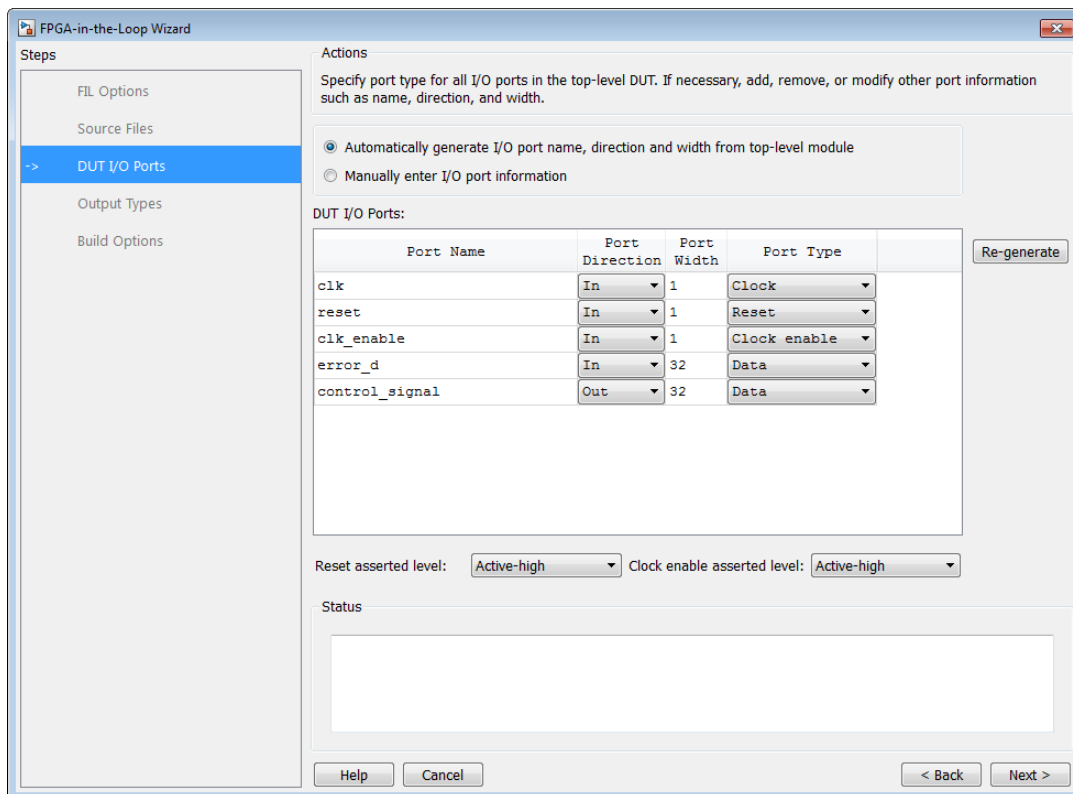 FPGA-in-the-Loop Wizard
Steps
FIL Options
Source Files
-> DUT I/O Ports
Output Types
Build Options
Actions
Specify port type for all I/O ports in the top-level DUT. If necessary, add, remove, or modify other port information
such as name, direction, and width.
Automatically generate I/O port name, direction and width from top-level module
Manually enter I/O port information
DUT I/O Ports:
Port Name Port Direction Port Width Port Type
clk In 1 Clock
reset In 1 Reset
clk_enable In 1 Clock enable
error_d In 32 Data
control_signal Out 32 Data
Re-generate
Reset asserted level: Active-high Clock enable asserted level: Active-high
Status
Help Cancel < Back Next >